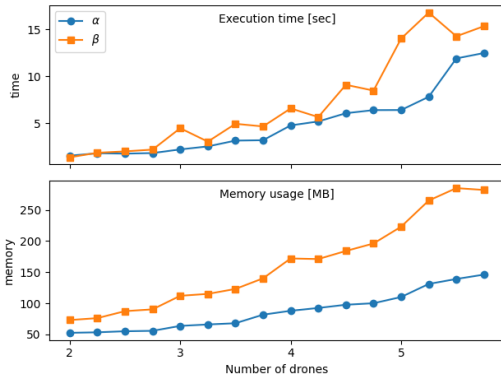 Execution time [sec]
α
β
15
10
5
time
Memory usage [MB]
250
200
150
100
50
memory
2
3
4
5
Number of drones